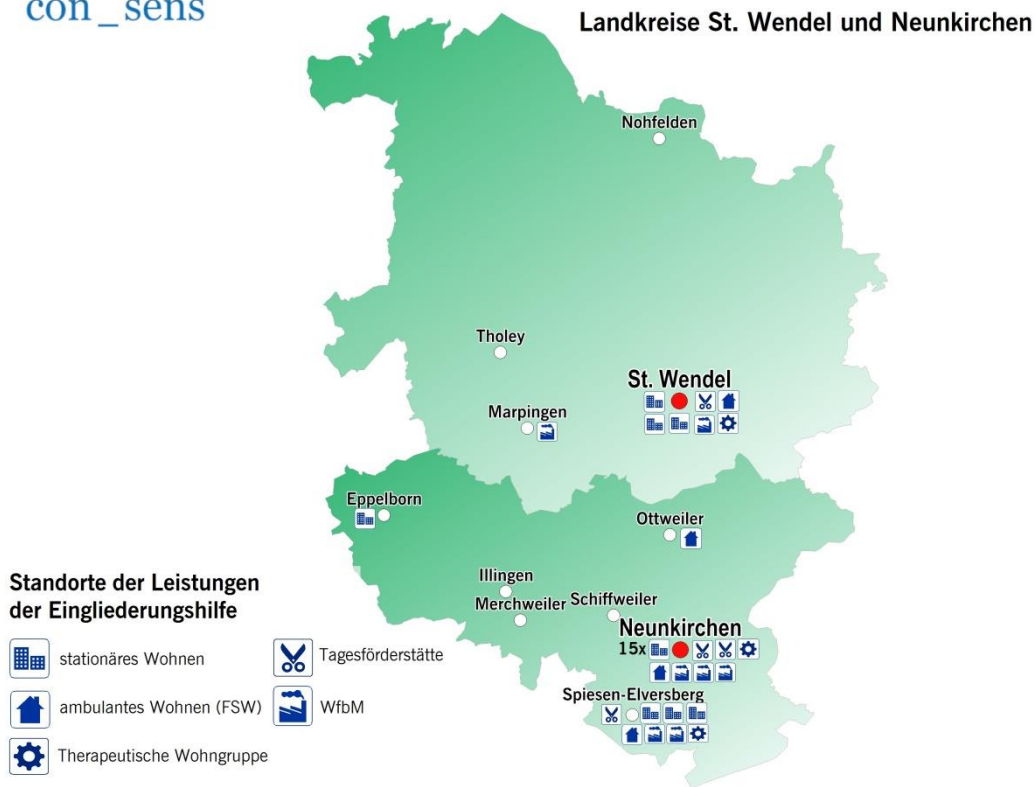 con_sens
Landkreise St. Wendel und Neunkirchen
Nohfelden
Tholey
St. Wendel
Marpingen
Eppelborn
Ottweiler
Illingen
Merchweiler
Schiffweiler
Neunkirchen
15x
Spiesen-Elversberg
Standorte der Leistungen
der Eingliederungshilfe
stationäres Wohnen
Tagesförderstätte
ambulantes Wohnen (FSW)
WfbM
Therapeutische Wohngruppe